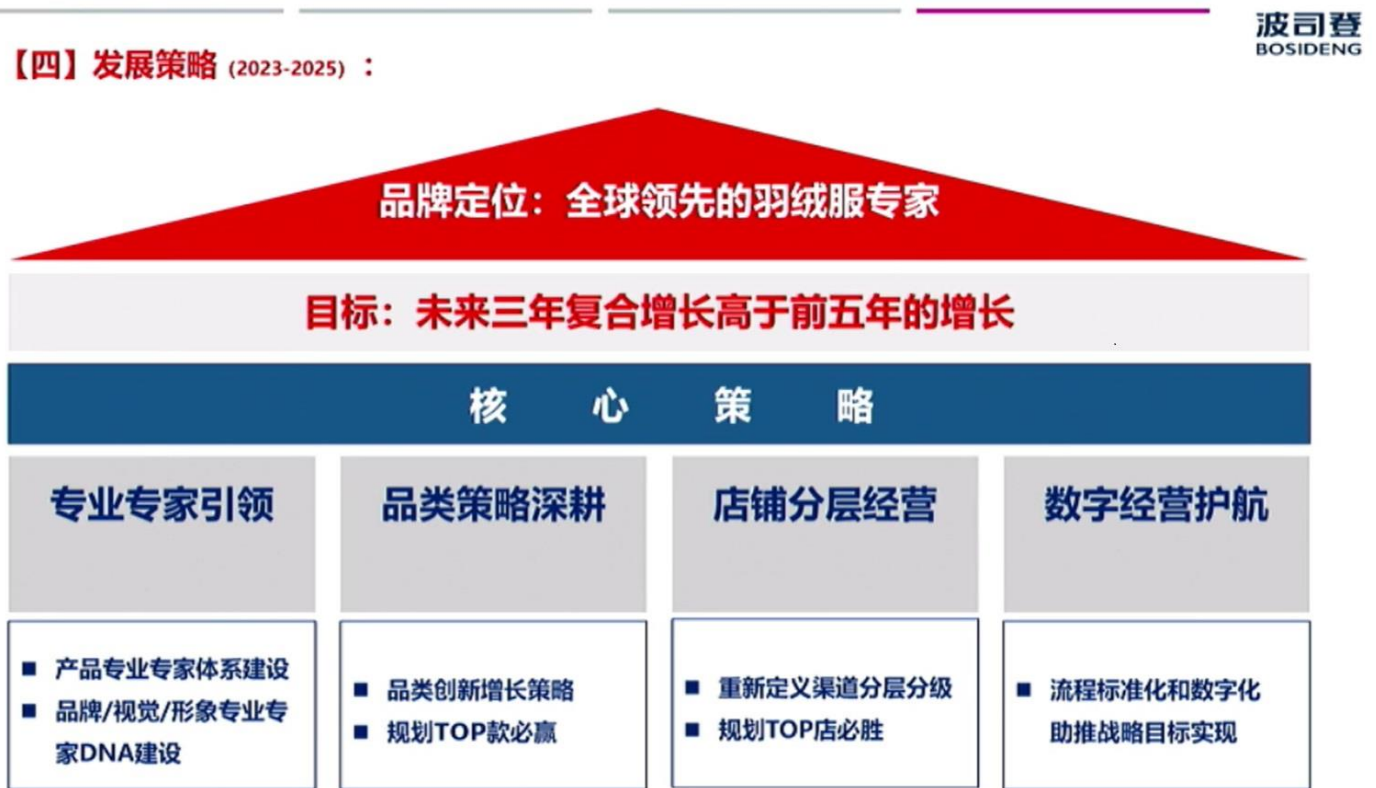 波司登
BOSIDENG
【四】发展策略 (2023-2025) ：
品牌定位：全球领先的羽绒服专家
目标：未来三年复合增长高于前五年的增长
核 心 策 略
专业专家引领
品类策略深耕
店铺分层经营
数字经营护航
■ 产品专业专家体系建设
■ 品牌/视觉/形象专业专
家DNA建设
■ 品类创新增长策略
■ 规划TOP款必赢
■ 重新定义渠道分层分级
■ 规划TOP店必胜
■ 流程标准化和数字化
助推战略目标实现